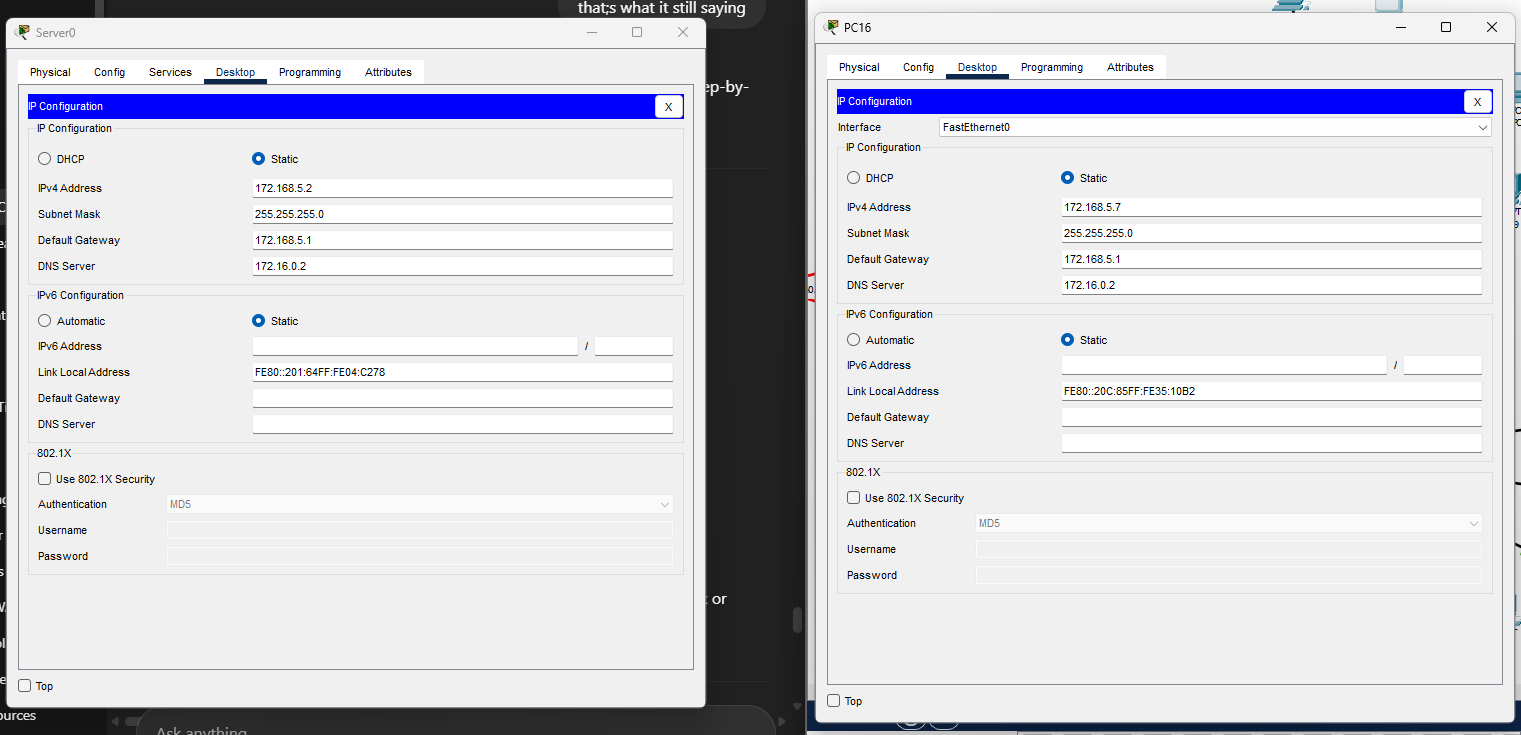 that;s what it still saying
ep-by-
Server0
Physical Config Services Desktop Programming Attributes
IP Configuration X
IP Configuration
DHCP Static
IPv4 Address 172.168.5.2
Subnet Mask 255.255.255.0
Default Gateway 172.168.5.1
DNS Server 172.16.0.2
IPv6 Configuration
Automatic Static
IPv6 Address /
Link Local Address FE80::201:64FF:FE04:C278
Default Gateway
DNS Server
802.1X
Use 802.1X Security
Authentication MD5
Username
Password
Top
or
ources
Ask anything
PC16
Physical Config Desktop Programming Attributes
IP Configuration X
Interface FastEthernet0
IP Configuration
DHCP Static
IPv4 Address 172.168.5.7
Subnet Mask 255.255.255.0
Default Gateway 172.168.5.1
DNS Server 172.16.0.2
IPv6 Configuration
Automatic Static
IPv6 Address /
Link Local Address FE80::20C:85FF:FE35:10B2
Default Gateway
DNS Server
802.1X
Use 802.1X Security
Authentication MD5
Username
Password
Top